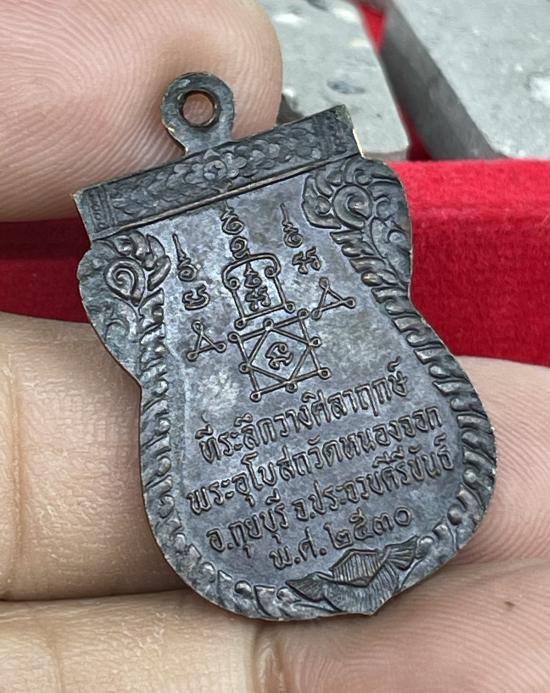 ที่ระลึกวางศิลาฤกษ์
พระอุโบสถวัดหนองจอก
อ.กุยบุรี จ.ประจวบคีรีขันธ์
พ.ศ.๒๕๓๐